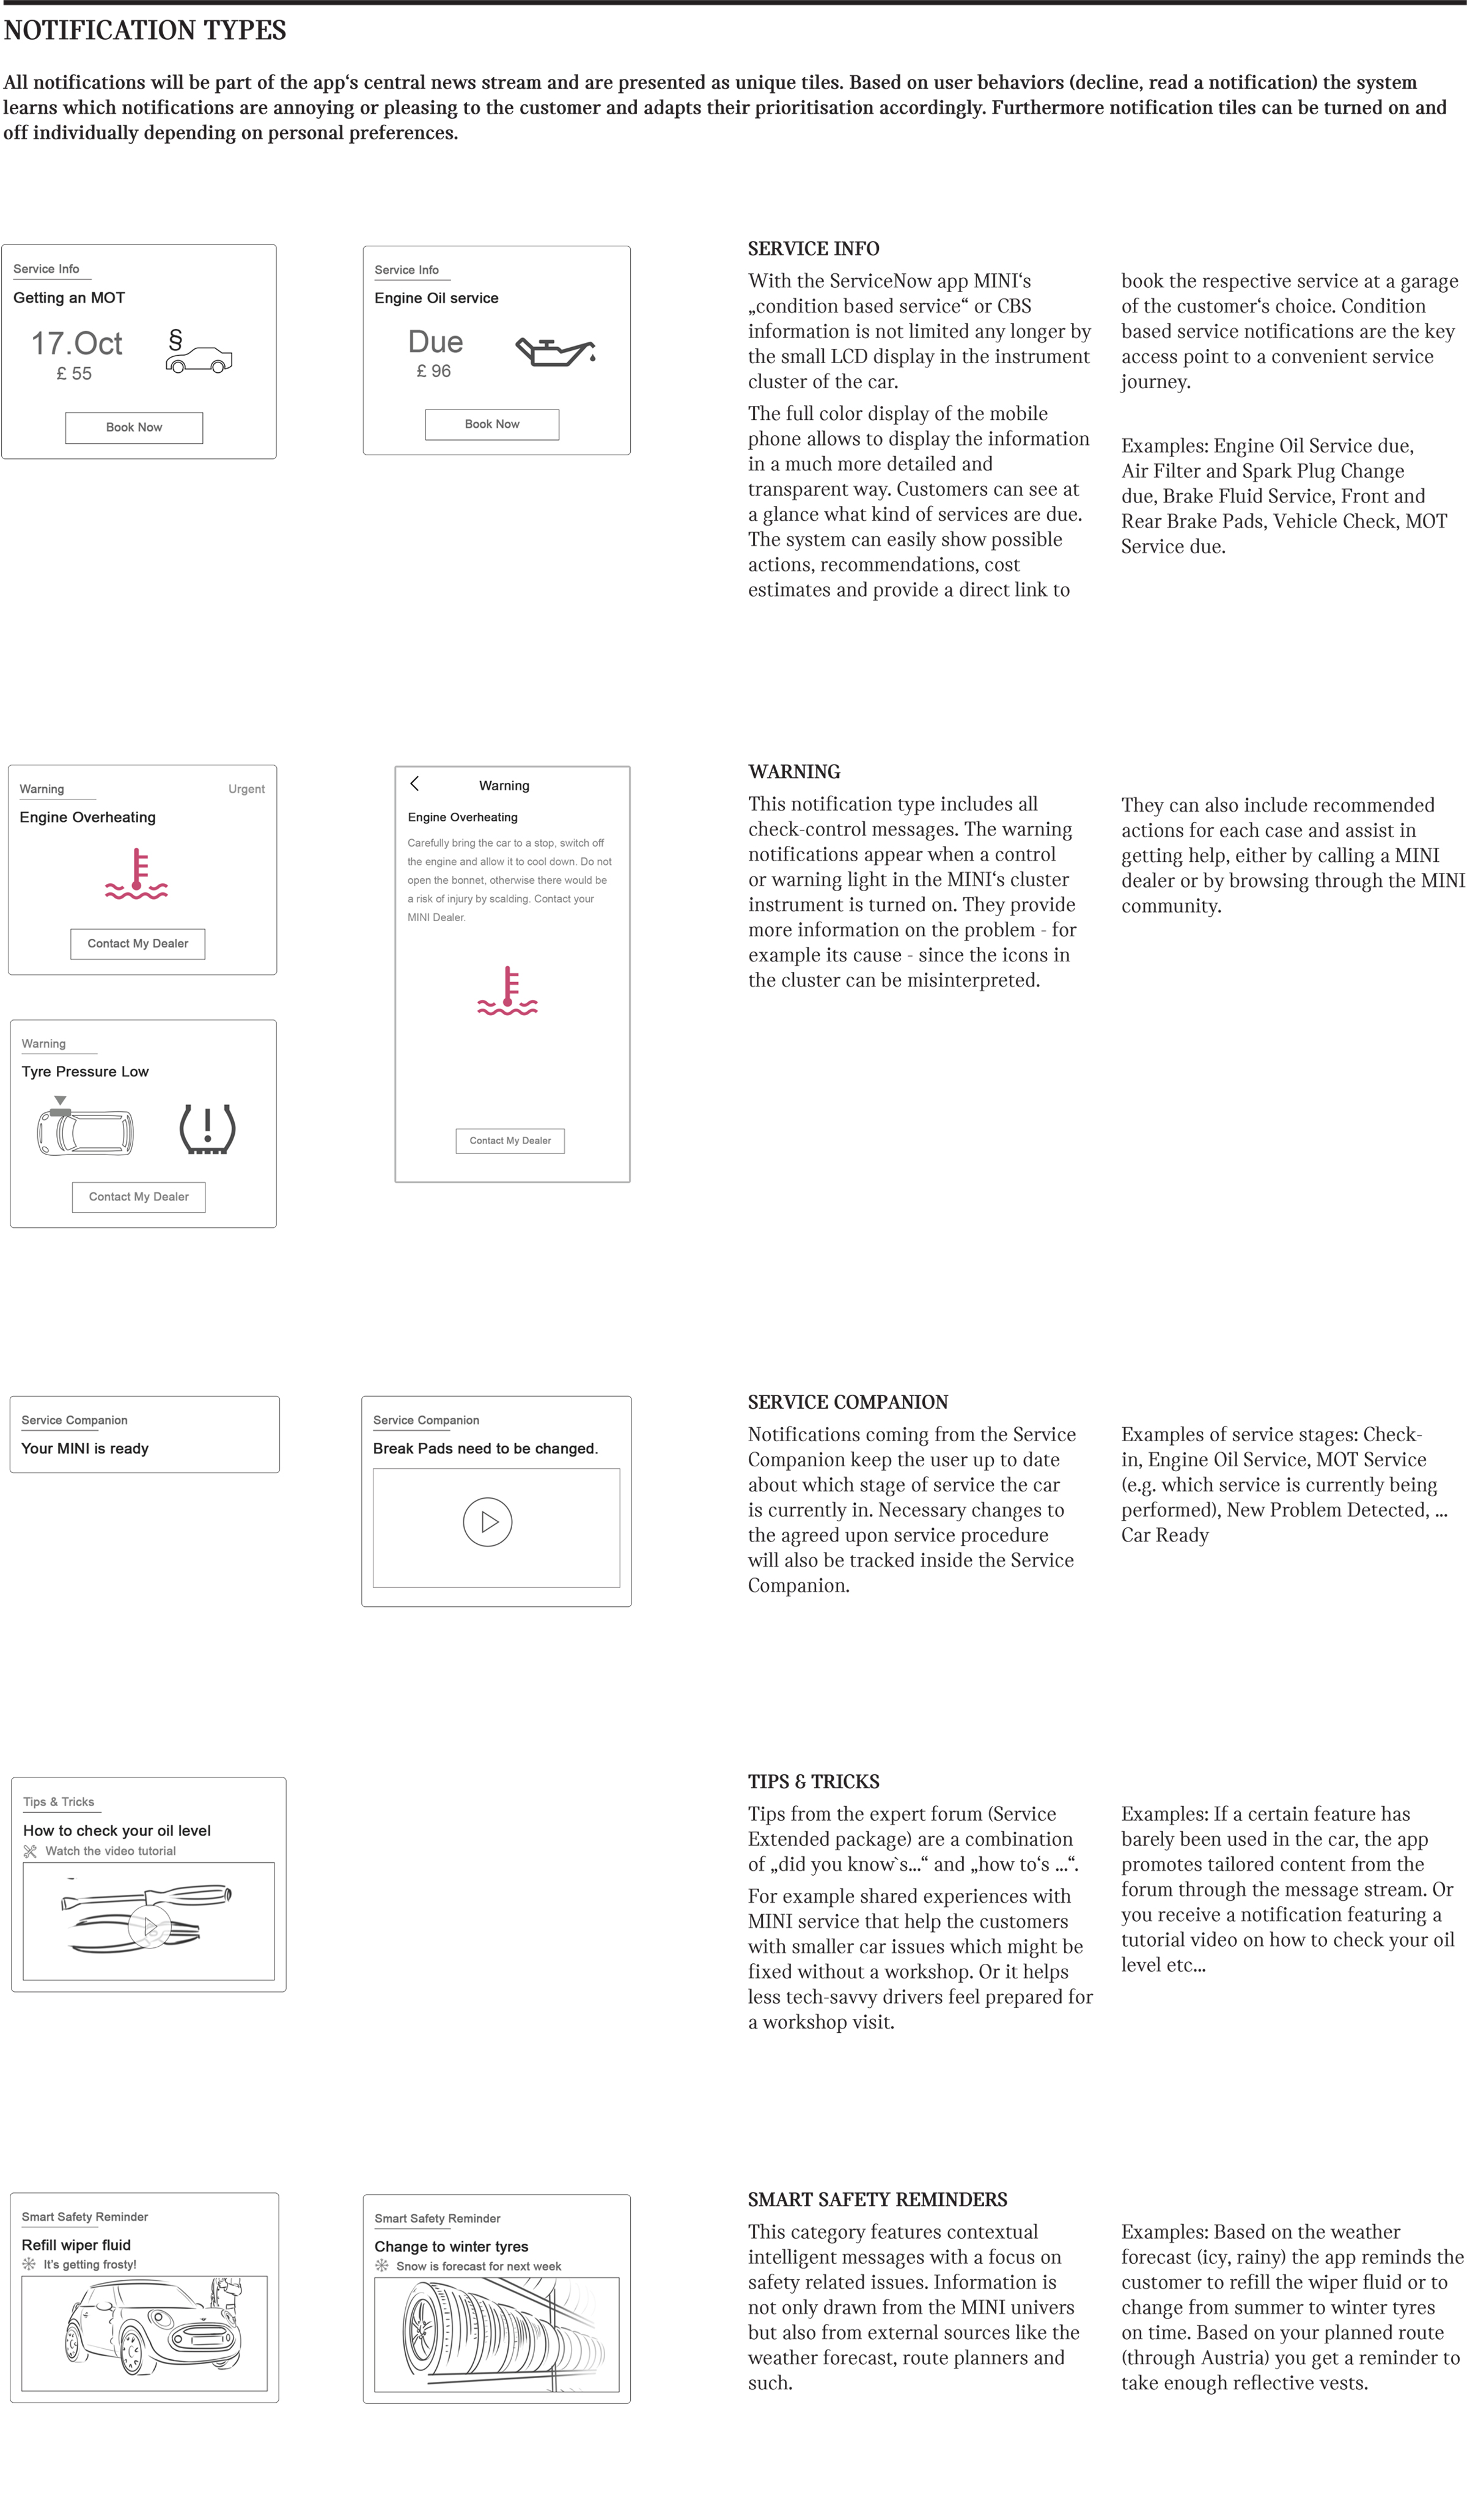 NOTIFICATION TYPES
All notifications will be part of the app‘s central news stream and are presented as unique tiles. Based on user behaviors (decline, read a notification) the system
learns which notifications are annoying or pleasing to the customer and adapts their prioritisation accordingly. Furthermore notification tiles can be turned on and
off individually depending on personal preferences.
Service Info
Getting an MOT
17.Oct
£ 55
§
Book Now
Service Info
Engine Oil service
Due
£ 96
Book Now
SERVICE INFO
With the ServiceNow app MINI‘s
„condition based service“ or CBS
information is not limited any longer by
the small LCD display in the instrument
cluster of the car.
The full color display of the mobile
phone allows to display the information
in a much more detailed and
transparent way. Customers can see at
a glance what kind of services are due.
The system can easily show possible
actions, recommendations, cost
estimates and provide a direct link to
book the respective service at a garage
of the customer‘s choice. Condition
based service notifications are the key
access point to a convenient service
journey.
Examples: Engine Oil Service due,
Air Filter and Spark Plug Change
due, Brake Fluid Service, Front and
Rear Brake Pads, Vehicle Check, MOT
Service due.
Warning
Urgent
Engine Overheating
Contact My Dealer
Warning
Tyre Pressure Low
Contact My Dealer
Warning
Engine Overheating
Carefully bring the car to a stop, switch off
the engine and allow it to cool down. Do not
open the bonnet, otherwise there would be
a risk of injury by scalding. Contact your
MINI Dealer.
Contact My Dealer
WARNING
This notification type includes all
check-control messages. The warning
notifications appear when a control
or warning light in the MINI‘s cluster
instrument is turned on. They provide
more information on the problem - for
example its cause - since the icons in
the cluster can be misinterpreted.
They can also include recommended
actions for each case and assist in
getting help, either by calling a MINI
dealer or by browsing through the MINI
community.
Service Companion
Your MINI is ready
Service Companion
Break Pads need to be changed.
SERVICE COMPANION
Notifications coming from the Service
Companion keep the user up to date
about which stage of service the car
is currently in. Necessary changes to
the agreed upon service procedure
will also be tracked inside the Service
Companion.
Examples of service stages: Check-
in, Engine Oil Service, MOT Service
(e.g. which service is currently being
performed), New Problem Detected, ...
Car Ready
Tips & Tricks
How to check your oil level
Watch the video tutorial
TIPS & TRICKS
Tips from the expert forum (Service
Extended package) are a combination
of „did you know`s...“ and „how to‘s ...“.
For example shared experiences with
MINI service that help the customers
with smaller car issues which might be
fixed without a workshop. Or it helps
less tech-savvy drivers feel prepared for
a workshop visit.
Examples: If a certain feature has
barely been used in the car, the app
promotes tailored content from the
forum through the message stream. Or
you receive a notification featuring a
tutorial video on how to check your oil
level etc...
Smart Safety Reminder
Refill wiper fluid
It's getting frosty!
Smart Safety Reminder
Change to winter tyres
Snow is forecast for next week
SMART SAFETY REMINDERS
This category features contextual
intelligent messages with a focus on
safety related issues. Information is
not only drawn from the MINI univers
but also from external sources like the
weather forecast, route planners and
such.
Examples: Based on the weather
forecast (icy, rainy) the app reminds the
customer to refill the wiper fluid or to
change from summer to winter tyres
on time. Based on your planned route
(through Austria) you get a reminder to
take enough reflective vests.